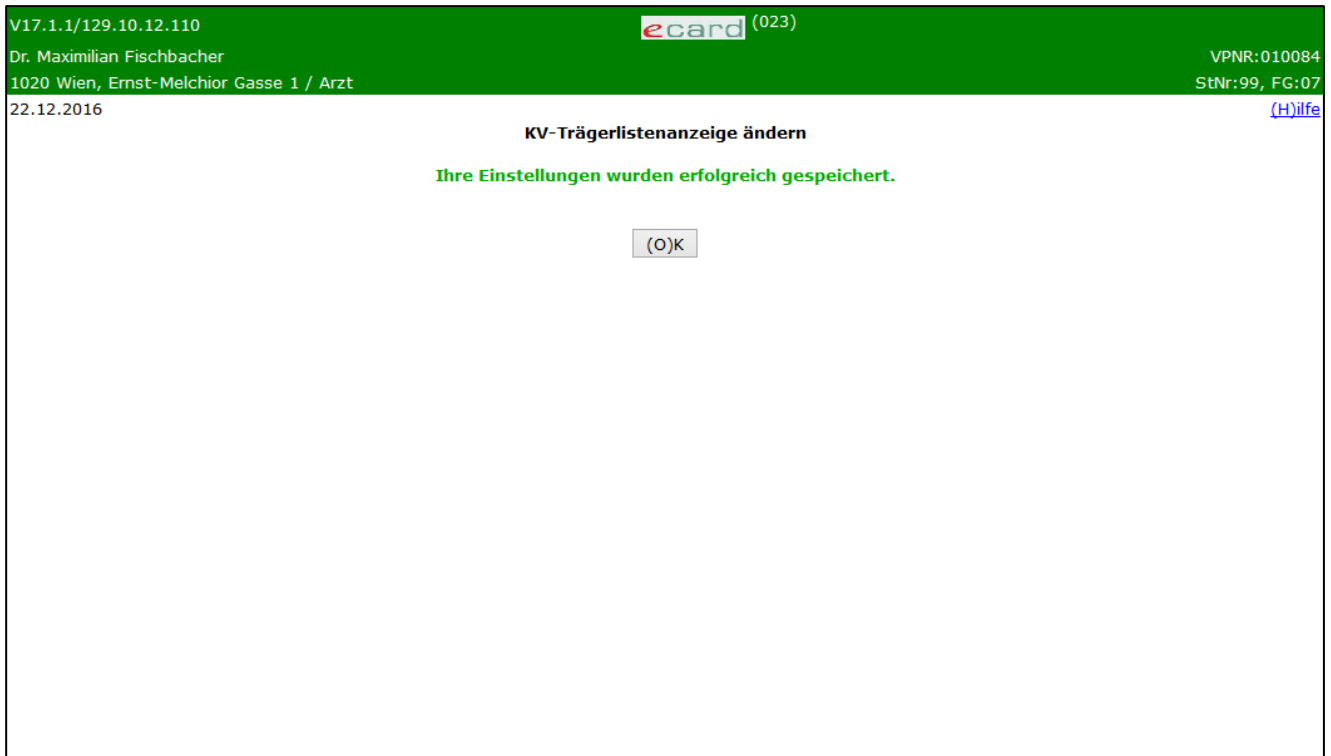 V17.1.1/129.10.12.110 ecard (023)
Dr. Maximilian Fischbacher VPNR:010084
1020 Wien, Ernst-Melchior Gasse 1 / Arzt StNr:99, FG:07
22.12.2016 (H)ilfe
KV-Trägerlistenanzeige ändern
Ihre Einstellungen wurden erfolgreich gespeichert.
(O)K